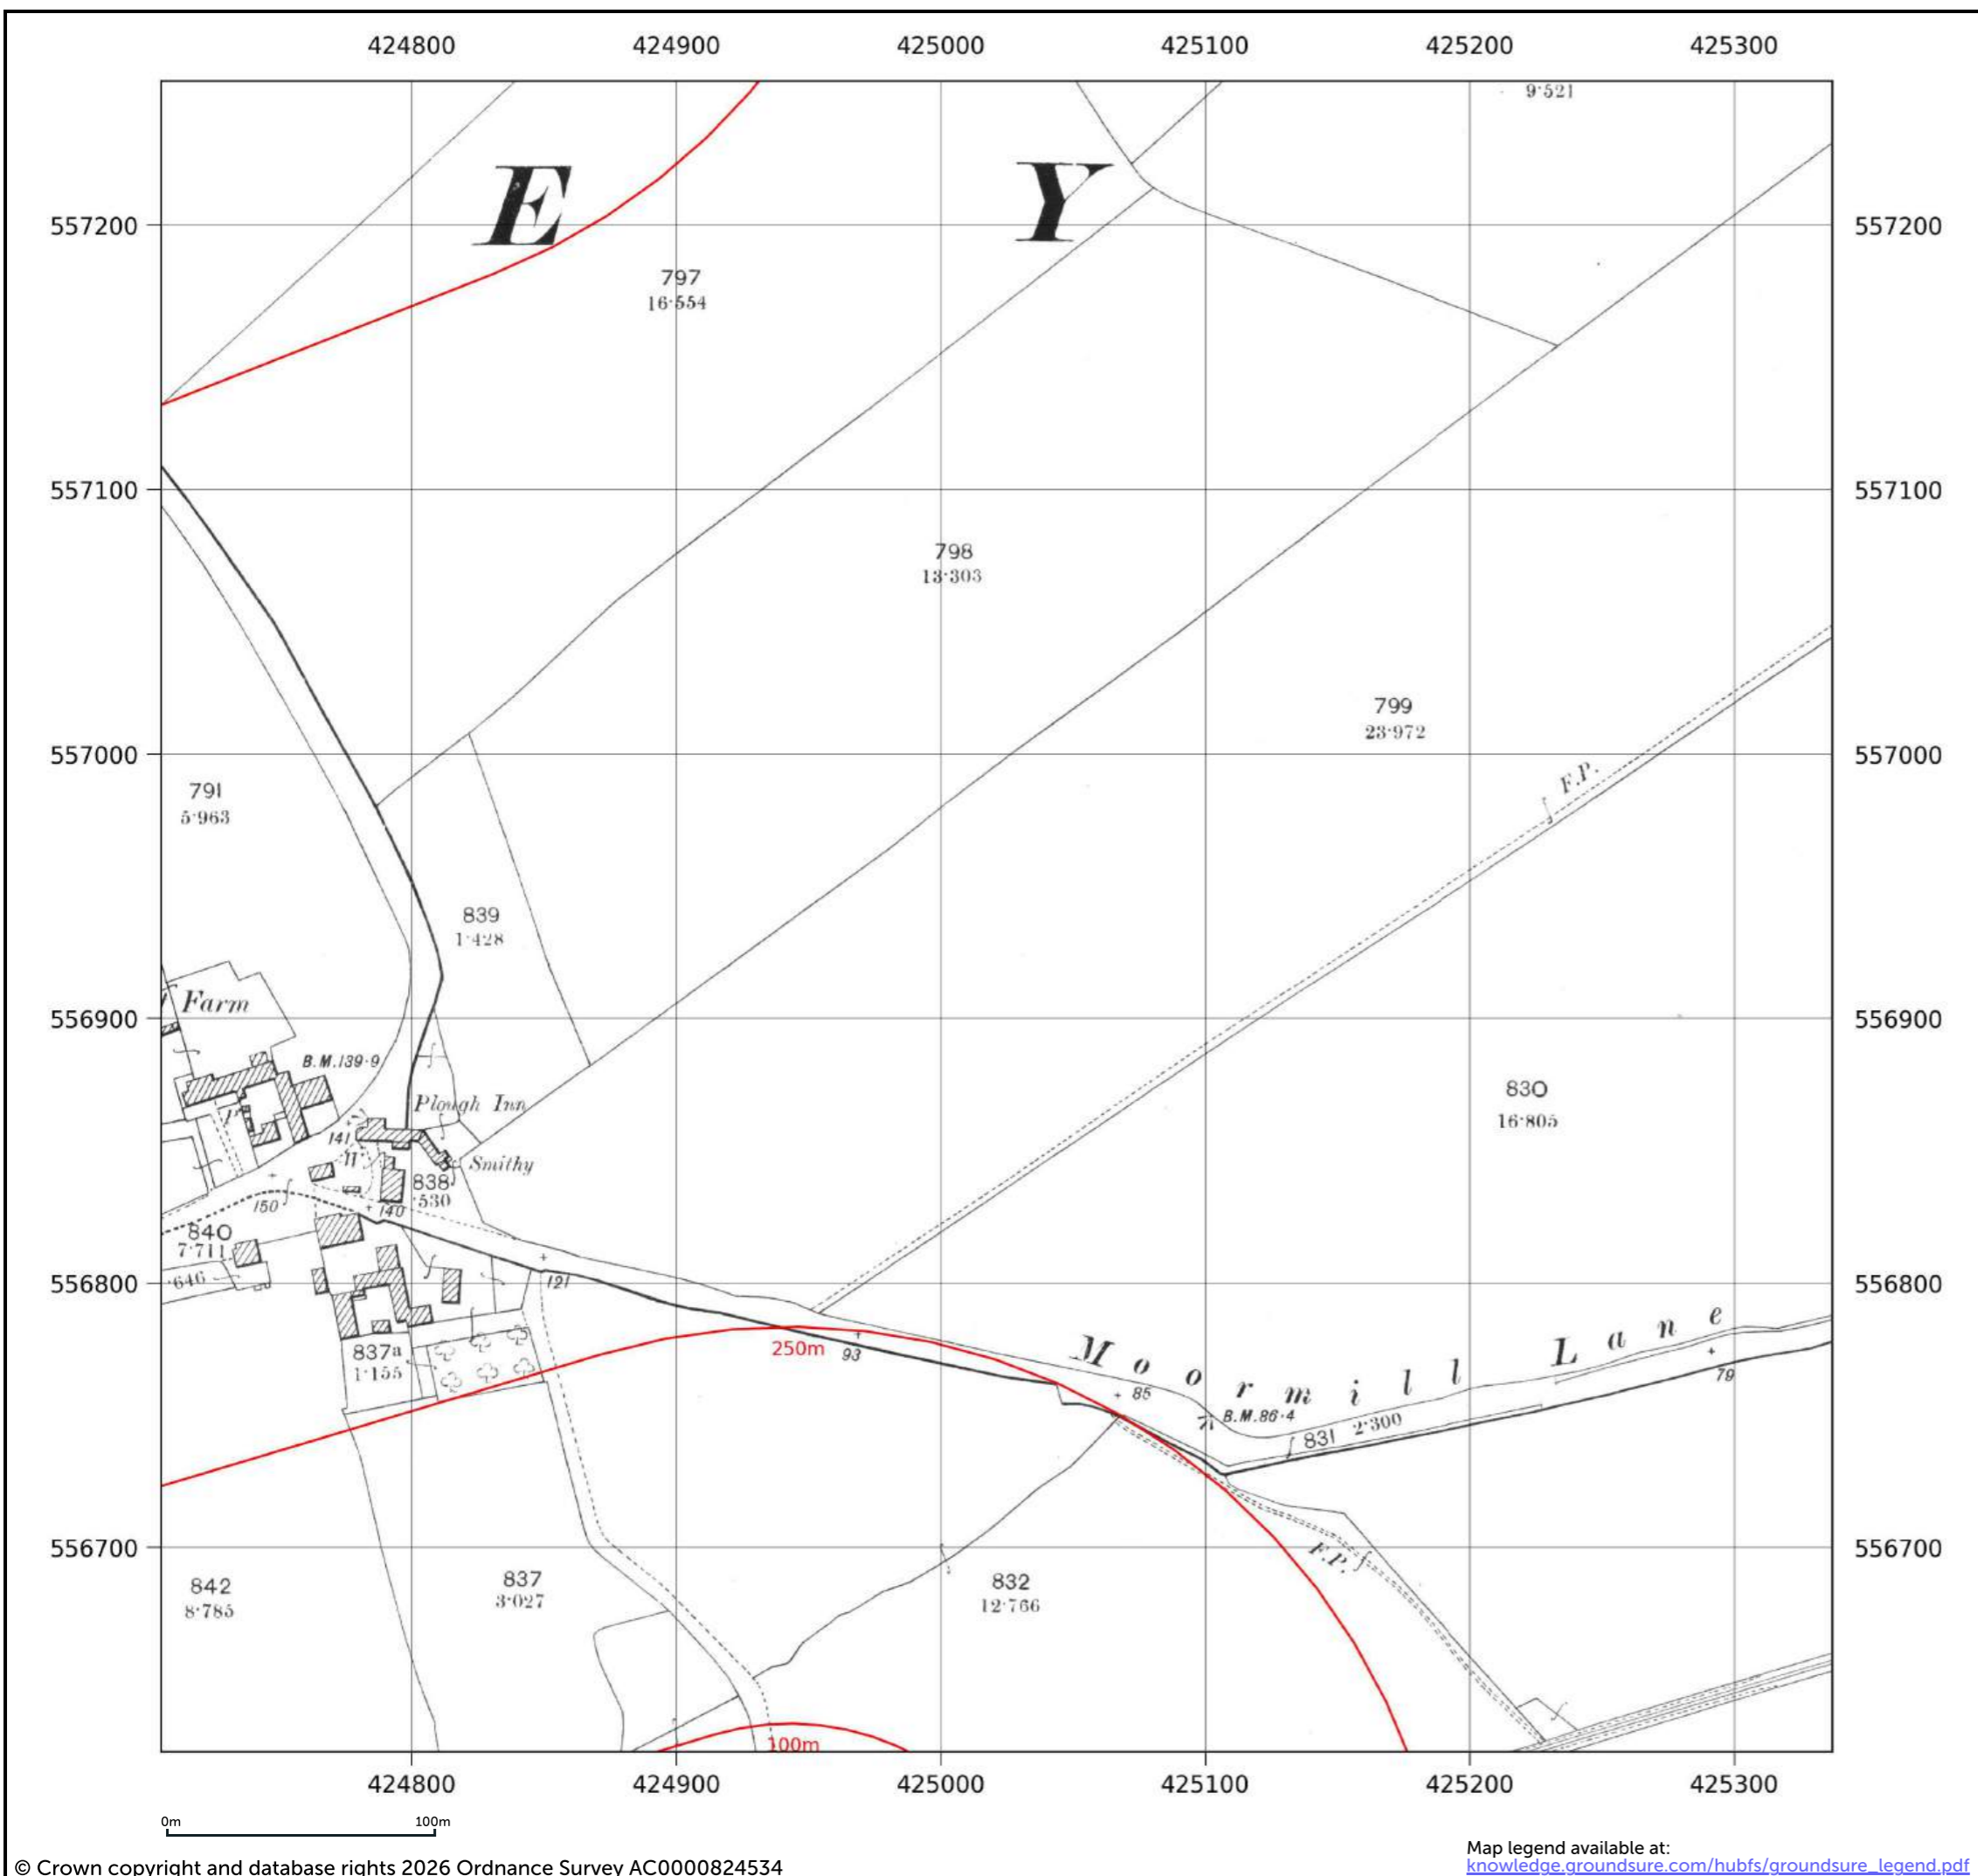 424800 424900 425000 425100 425200 425300
9·521
E Y
557200 557200
797
16·554
557100 557100
798
13·303
799
23·972
557000 557000
F.P.
791
5·963
839
1·428
Farm
556900 556900
B.M.139·9
830
16·805
Plough Inn
P
141
W
Smithy
838
·530
150
140
840
7·711
·646
121
556800 556800
Moormill Lane
250m
93
837a
1·155
85
B.M.86·4
79
831 2·300
F.P.
556700 556700
842
8·785
837
3·027
832
12·766
100m
424800 424900 425000 425100 425200 425300
0m 100m
Map legend available at:
© Crown copyright and database rights 2026 Ordnance Survey AC0000824534
knowledge.groundsure.com/hubfs/groundsure_legend.pdf